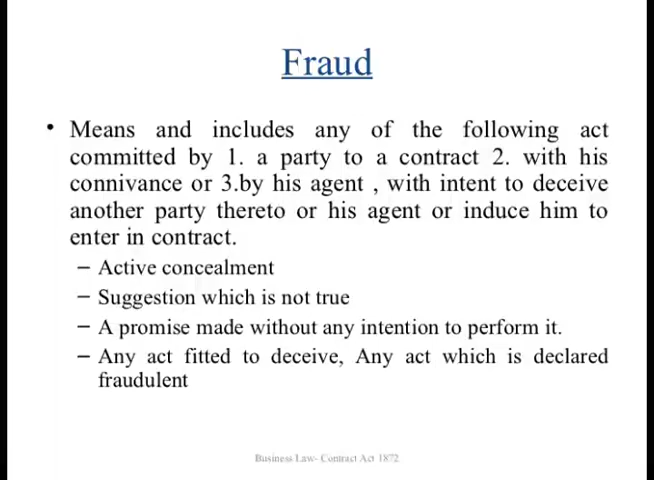 Fraud
• Means and includes any of the following act
committed by 1. a party to a contract 2. with his
connivance or 3.by his agent , with intent to deceive
another party thereto or his agent or induce him to
enter in contract.
– Active concealment
– Suggestion which is not true
– A promise made without any intention to perform it.
– Any act fitted to deceive, Any act which is declared
fraudulent
Business Law- Contract Act 1872